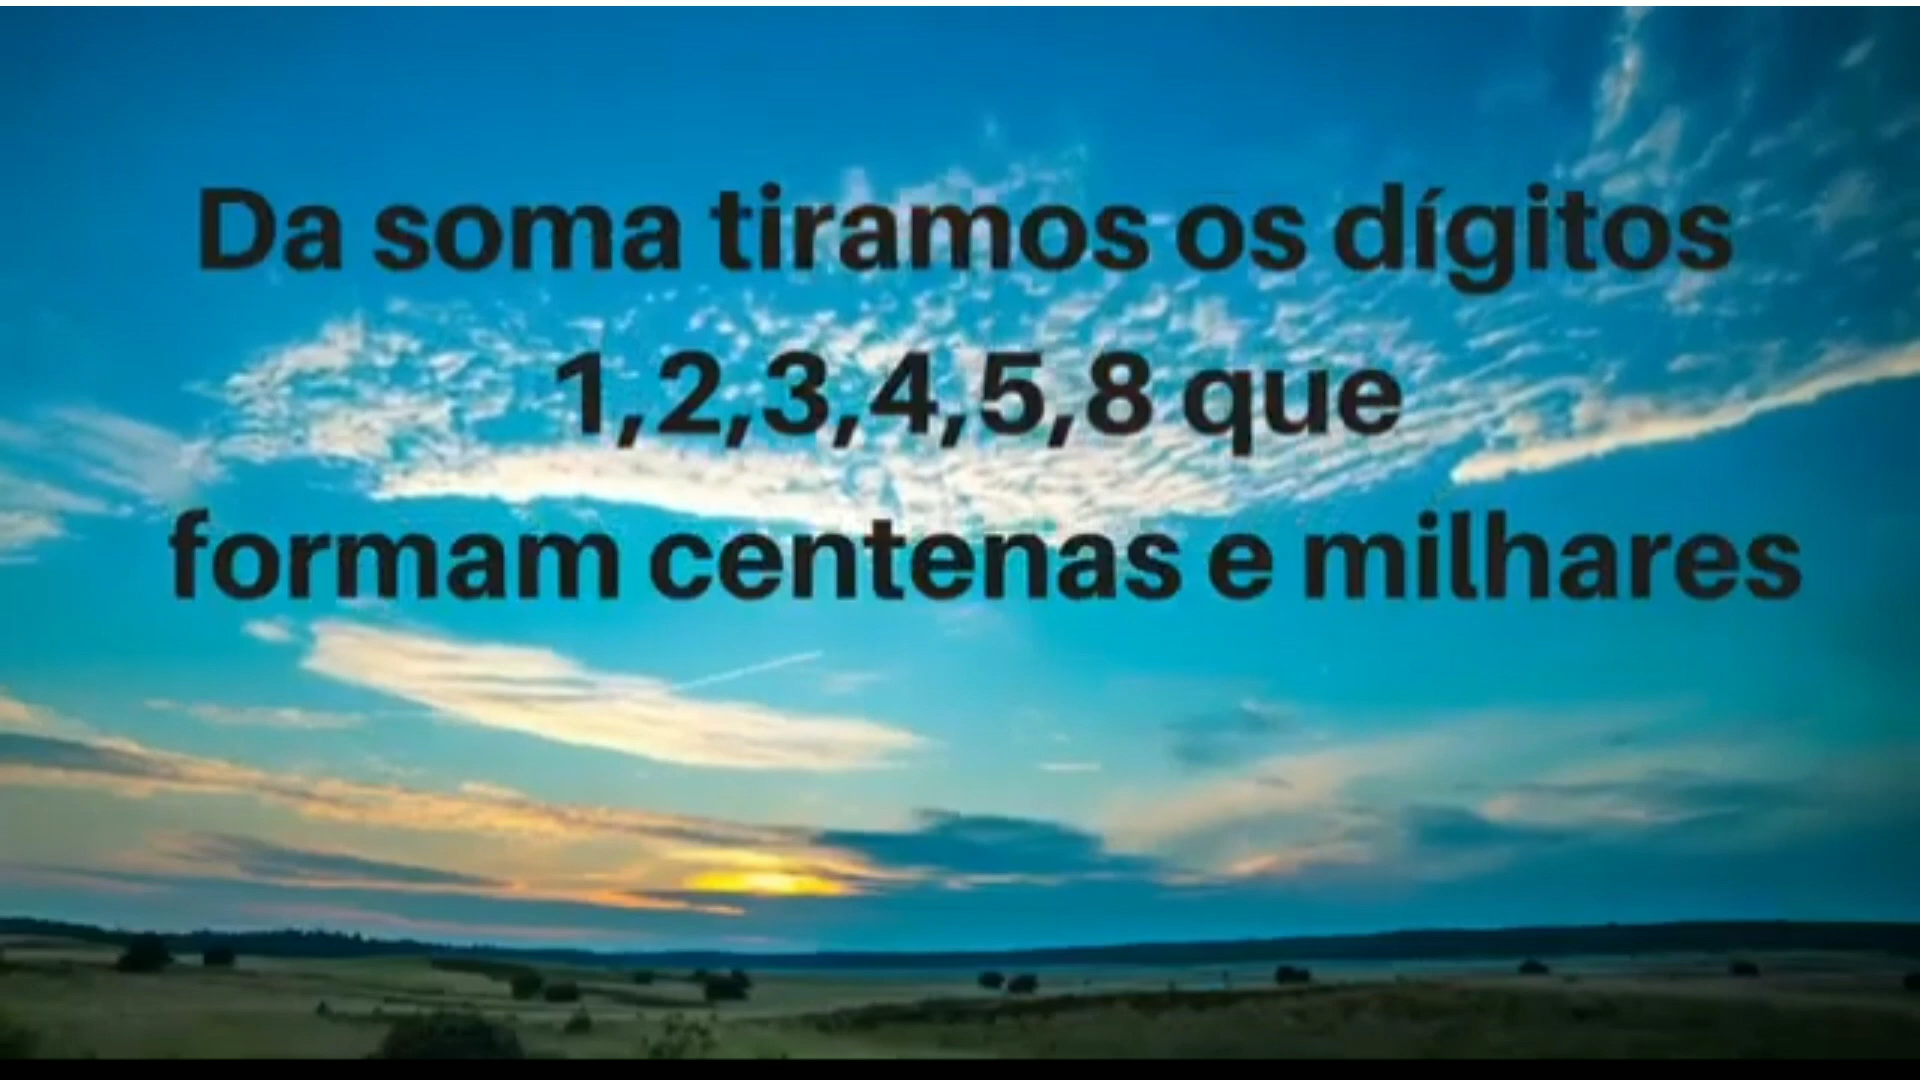 Da soma tiramos os dígitos
1,2,3,4,5,8 que
formam centenas e milhares